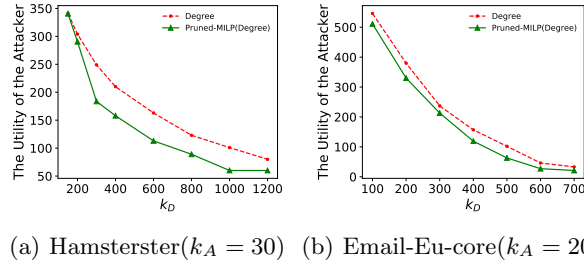 350
300
250
200
150
100
50
The Utility of the Attacker
Degree
Pruned-MILP(Degree)
200 400 600 800 1000 1200
k_D
500
400
300
200
100
0
The Utility of the Attacker
Degree
Pruned-MILP(Degree)
100 200 300 400 500 600 700
k_D
(a) Hamsterster(k_A = 30) (b) Email-Eu-core(k_A = 20